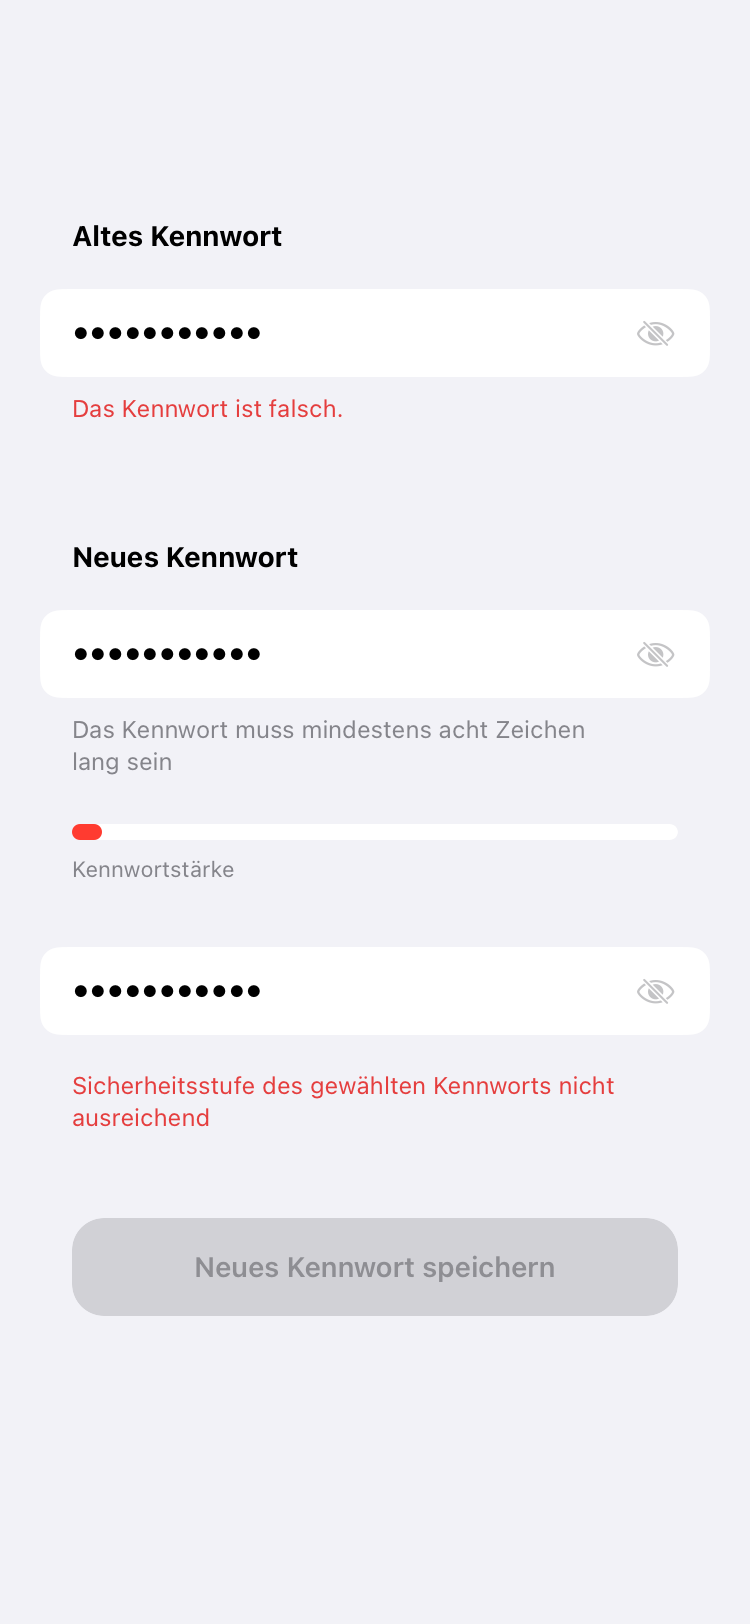 Altes Kennwort
•••••••••••
Das Kennwort ist falsch.
Neues Kennwort
•••••••••••
Das Kennwort muss mindestens acht Zeichen
lang sein
Kennwortstärke
•••••••••••
Sicherheitsstufe des gewählten Kennworts nicht
ausreichend
Neues Kennwort speichern